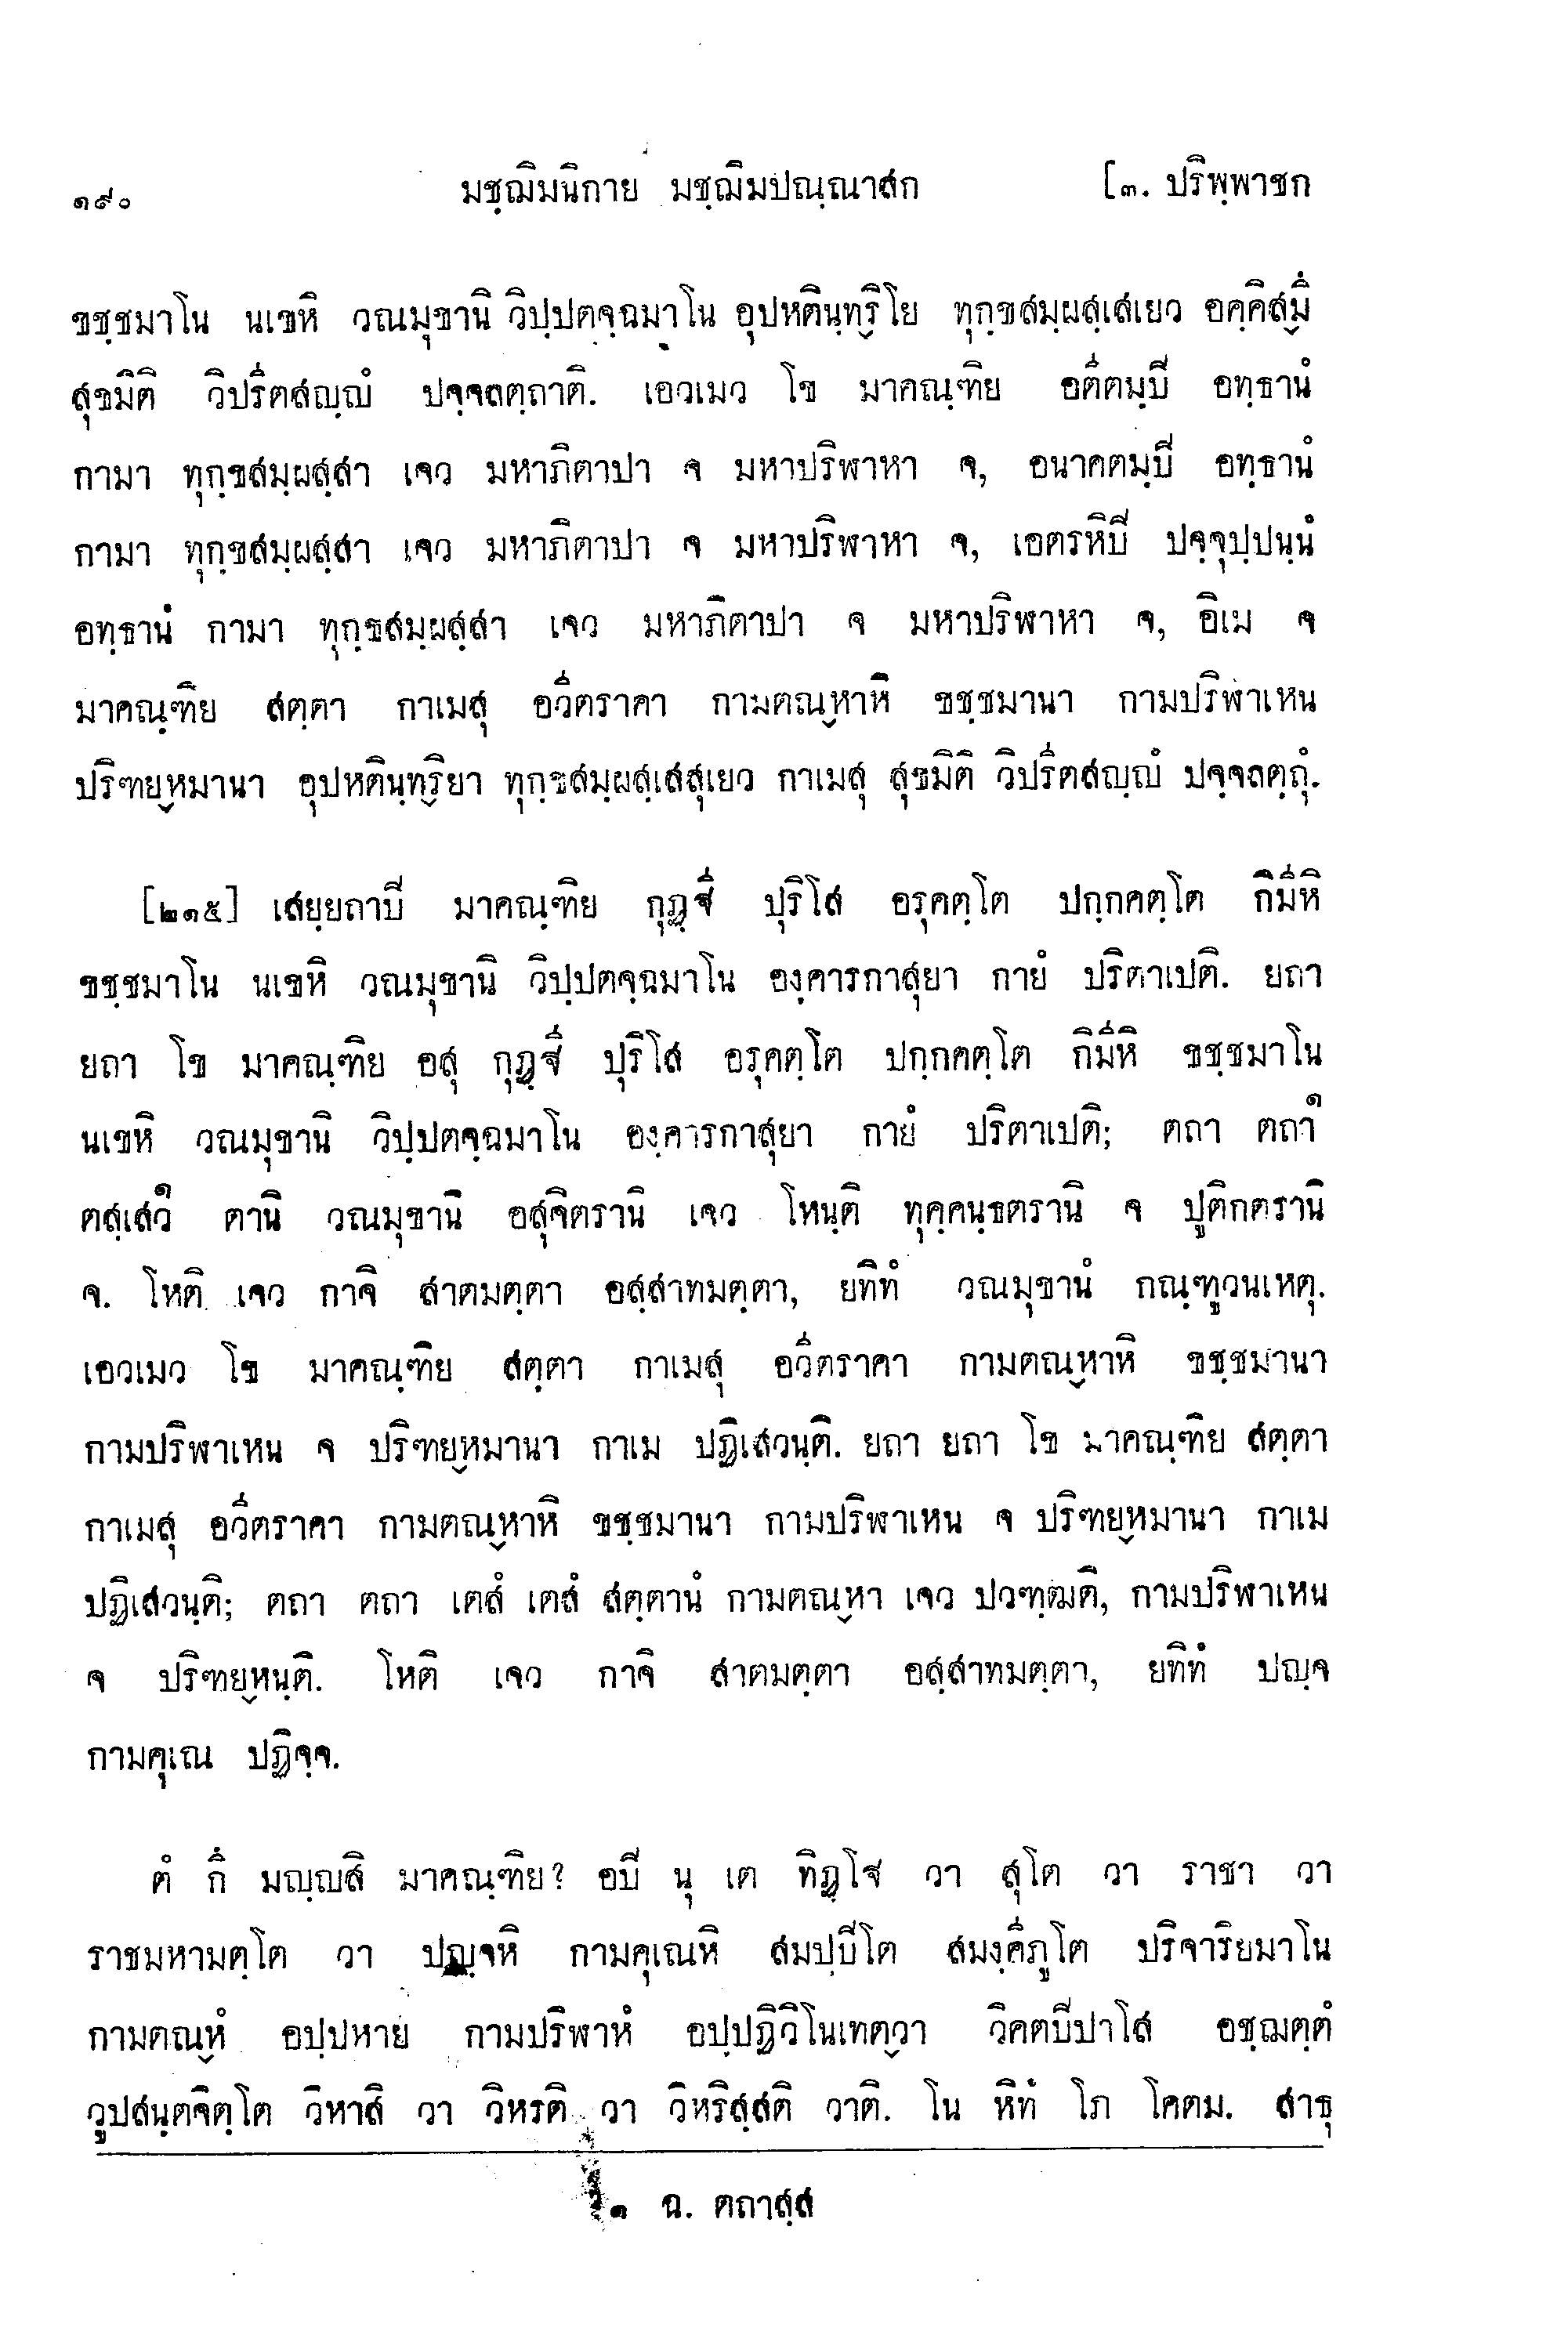 ๑๙๐ มชฺฌิมนิกาย มชฺฌิมปณฺณาสก [๓. ปริพฺพาชก
ขชฺชมาโน นเขหิ วณมุขานิ วิปฺปตจฺฉมาโน อุปหตินฺทฺริโย ทุกฺขสมฺผสฺเสเยว อคฺคิสฺมึ
สุขมิติ วิปรีตสญฺญํ ปจฺจลตฺถาติ. เอวเมว โข มาคณฺฑิย อตีตมฺปิ อทฺธานํ
กามา ทุกฺขสมฺผสฺสา เจว มหาภิตาปา จ มหาปริฬาหา จ, อนาคตมฺปิ อทฺธานํ
กามา ทุกฺขสมฺผสฺสา เจว มหาภิตาปา จ มหาปริฬาหา จ, เอตรหิปิ ปจฺจุปฺปนฺนํ
อทฺธานํ กามา ทุกฺขสมฺผสฺสา เจว มหาภิตาปา จ มหาปริฬาหา จ, อิเม จ
มาคณฺฑิย สตฺตา กาเมสุ อวีตราคา กามตณฺหาหิ ขชฺชมานา กามปริฬาเหน
ปริฑยฺหมานา อุปหตินฺทฺริยา ทุกฺขสมฺผสฺเสสุเยว กาเมสุ สุขมิติ วิปรีตสญฺญํ ปจฺจลตฺถุํ.
[๒๑๕] เสยฺยถาปิ มาคณฺฑิย กุฏฺฐี ปุริโส อรุคตฺโต ปกฺกคตฺโต กิมีหิ
ขชฺชมาโน นเขหิ วณมุขานิ วิปฺปตจฺฉมาโน องฺคารกาสุยา กายํ ปริตาเปติ. ยถา
ยถา โข มาคณฺฑิย อสุ กุฏฺฐี ปุริโส อรุคตฺโต ปกฺกคตฺโต กิมีหิ ขชฺชมาโน
นเขหิ วณมุขานิ วิปฺปตจฺฉมาโน องฺคารกาสุยา กายํ ปริตาเปติ; ตถา ตถา๑
ตสฺเสว๑ ตานิ วณมุขานิ อสุจิตรานิ เจว โหนฺติ ทุคฺคนฺธตรานิ จ ปูติกตรานิ
จ. โหติ เจว กาจิ สาตมตฺตา อสฺสาทมตฺตา, ยทิทํ วณมุขานํ กณฺฑูวนเหตุ.
เอวเมว โข มาคณฺฑิย สตฺตา กาเมสุ อวีตราคา กามตณฺหาหิ ขชฺชมานา
กามปริฬาเหน จ ปริฑยฺหมานา กาเม ปฏิเสวนฺติ. ยถา ยถา โข มาคณฺฑิย สตฺตา
กาเมสุ อวีตราคา กามตณฺหาหิ ขชฺชมานา กามปริฬาเหน จ ปริฑยฺหมานา กาเม
ปฏิเสวนฺติ; ตถา ตถา เตสํ เตสํ สตฺตานํ กามตณฺหา เจว ปวฑฺฒติ, กามปริฬาเหน
จ ปริฑยฺหนฺติ. โหติ เจว กาจิ สาตมตฺตา อสฺสาทมตฺตา, ยทิทํ ปญฺจ
กามคุเณ ปฏิจฺจ.
ตํ กึ มญฺญสิ มาคณฺฑิย? อปิ นุ เต ทิฏฺโฐ วา สุโต วา ราชา วา
ราชมหามตฺโต วา ปญฺจหิ กามคุเณหิ สมปฺปิโต สมงฺคีภูโต ปริจาริยมาโน
กามตณฺหํ อปฺปหาย กามปริฬาหํ อปฺปฏิวิโนเทตฺวา วิคตปิปาโส อชฺฌตฺตํ
วูปสนฺตจิตฺโต วิหาสิ วา วิหรติ วา วิหริสฺสติ วาติ. โน หิทํ โภ โคตม. สาธุ
๑ ฉ. ตถาสฺส